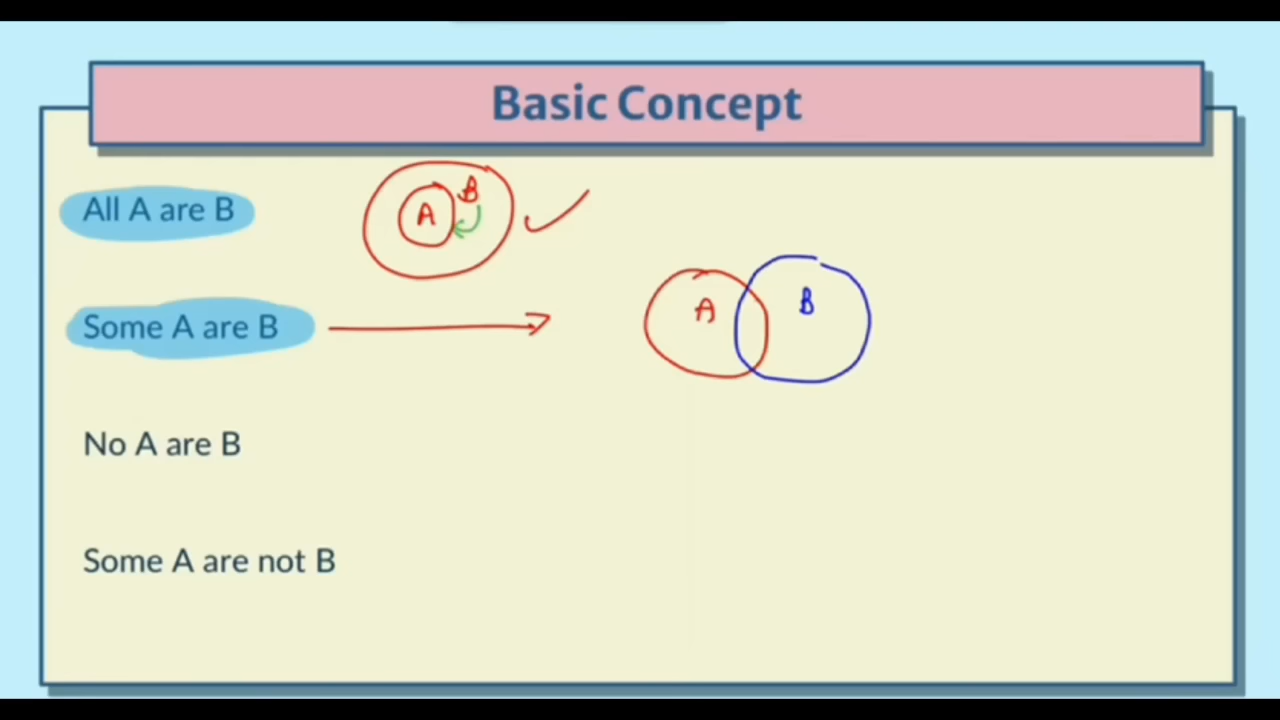 Basic Concept
All A are B
A B
Some A are B
A B
No A are B
Some A are not B